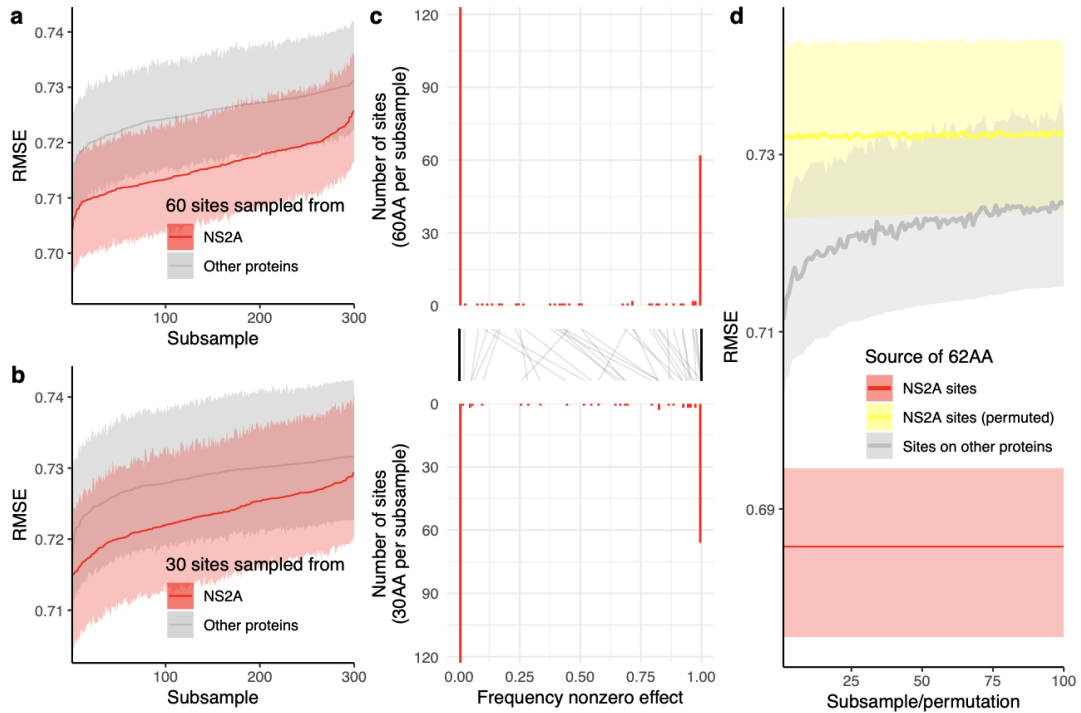 a
0.74
0.73
0.72
0.71
0.70
RMSE
60 sites sampled from
NS2A
Other proteins
100
200
300
Subsample
b
0.74
0.73
0.72
0.71
RMSE
30 sites sampled from
NS2A
Other proteins
100
200
300
Subsample
c
120
90
60
30
0
Number of sites
(60AA per subsample)
0
30
60
90
120
Number of sites
(30AA per subsample)
0.00
0.25
0.50
0.75
1.00
Frequency nonzero effect
d
0.73
0.71
0.69
RMSE
Source of 62AA
NS2A sites
NS2A sites (permuted)
Sites on other proteins
25
50
75
100
Subsample/permutation